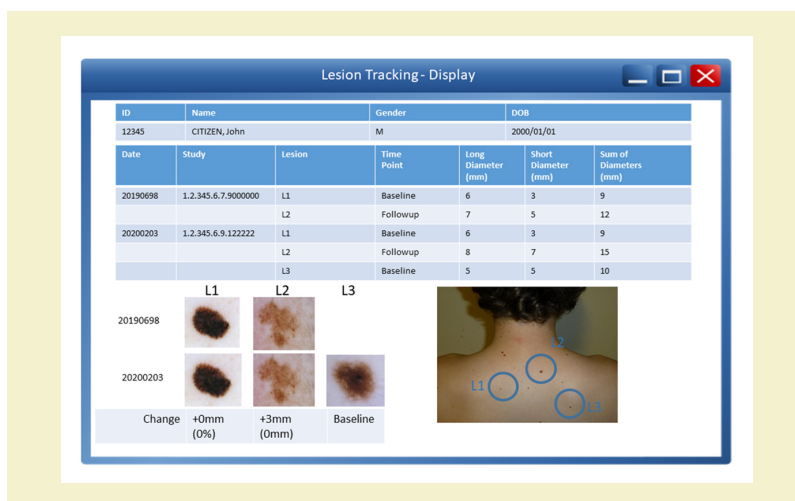 Lesion Tracking - Display
ID Name Gender DOB
12345 CITIZEN, John M 2000/01/01
Date Study Lesion Time Point Long Diameter (mm) Short Diameter (mm) Sum of Diameters (mm)
20190698 1.2.345.6.7.9000000 L1 Baseline 6 3 9
L2 Followup 7 5 12
20200203 1.2.345.6.9.122222 L1 Baseline 6 3 9
L2 Followup 8 7 15
L3 Baseline 5 5 10
L1 L2 L3
20190698
20200203
Change +0mm (0%) +3mm (0mm) Baseline
L2
L1
L3